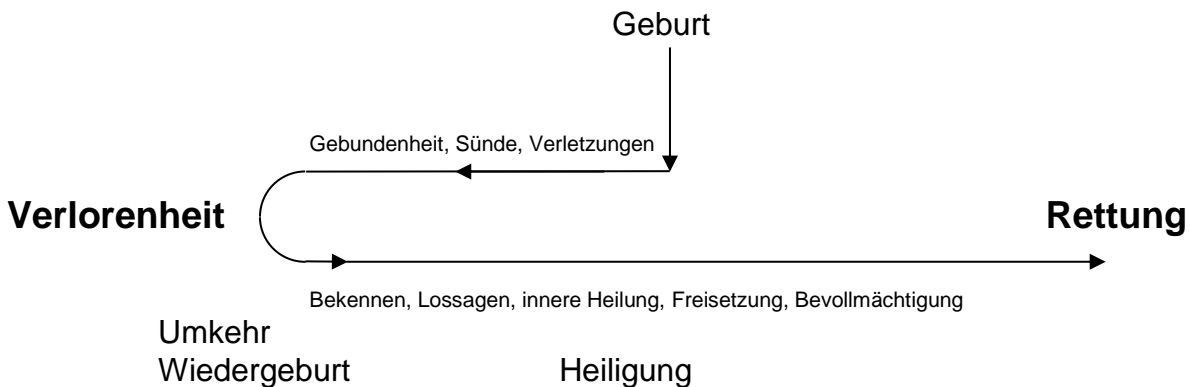 Geburt
Gebundenheit, Sünde, Verletzungen
Verlorenheit
Rettung
Bekennen, Lossagen, innere Heilung, Freisetzung, Bevollmächtigung
Umkehr
Wiedergeburt
Heiligung